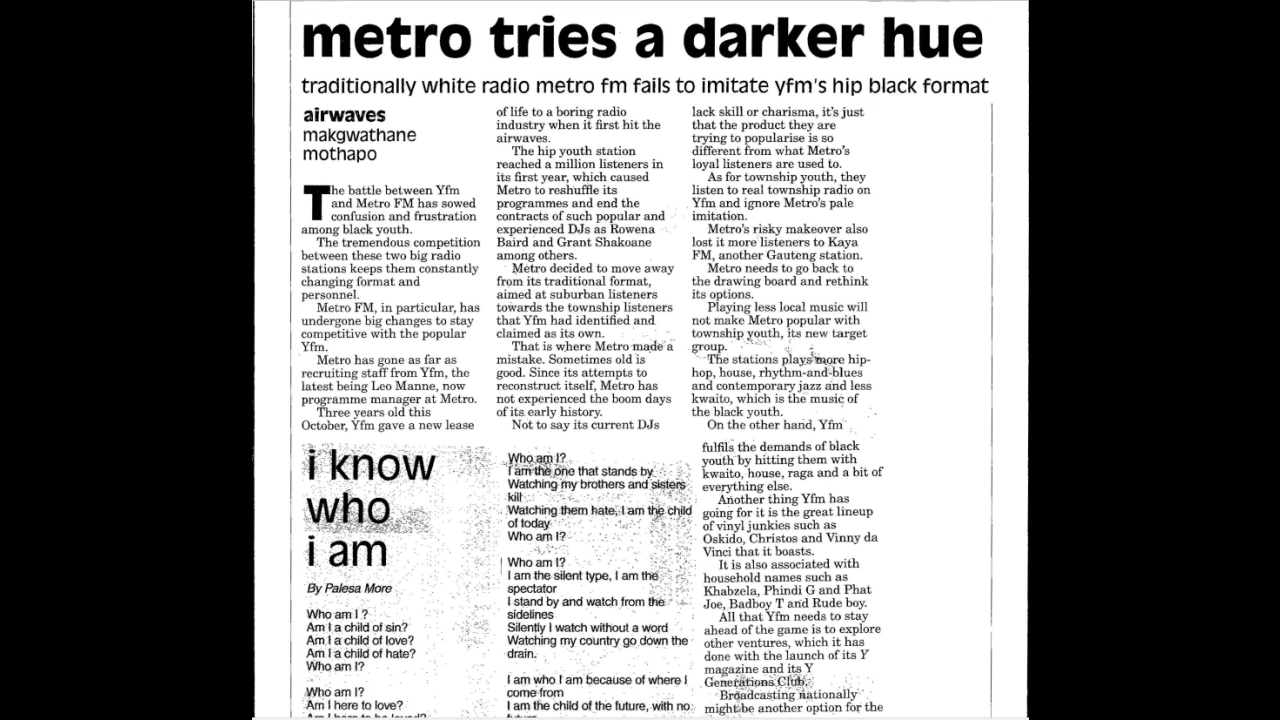 metro tries a darker hue
traditionally white radio metro fm fails to imitate yfm's hip black format
airwaves
makgwathane
mothapo
The battle between Yfm
and Metro FM has sowed
confusion and frustration
among black youth.
The tremendous competition
between these two big radio
stations keeps them constantly
changing format and
personnel.
Metro FM, in particular, has
undergone big changes to stay
competitive with the popular
Yfm.
Metro has gone as far as
recruiting staff from Yfm, the
latest being Leo Manne, now
programme manager at Metro.
Three years old this
October, Yfm gave a new lease
of life to a boring radio
industry when it first hit the
airwaves.
The hip youth station
reached a million listeners in
its first year, which caused
Metro to reshuffle its
programmes and end the
contracts of such popular and
experienced DJs as Rowena
Baird and Grant Shakoane
among others.
Metro decided to move away
from its traditional format,
aimed at suburban listeners
towards the township listeners
that Yfm had identified and
claimed as its own.
That is where Metro made a
mistake. Sometimes old is
good. Since its attempts to
reconstruct itself, Metro has
not experienced the boom days
of its early history.
Not to say its current DJs
lack skill or charisma, it's just
that the product they are
trying to popularise is so
different from what Metro's
loyal listeners are used to.
As for township youth, they
listen to real township radio on
Yfm and ignore Metro's pale
imitation.
Metro's risky makeover also
lost it more listeners to Kaya
FM, another Gauteng station.
Metro needs to go back to
the drawing board and rethink
its options.
Playing less local music will
not make Metro popular with
township youth, its new target
group.
The stations plays more hip-
hop, house, rhythm-and-blues
and contemporary jazz and less
kwaito, which is the music of
the black youth.
On the other hand, Yfm
fulfils the demands of black
youth by hitting them with
kwaito, house, raga and a bit of
everything else.
Another thing Yfm has
going for it is the great lineup
of vinyl junkies such as
Oskido, Christos and Vinny da
Vinci that it boasts.
It is also associated with
household names such as
Khabzela, Phindi G and Phat
Joe, Badboy T and Rude boy.
All that Yfm needs to stay
ahead of the game is to explore
other ventures, which it has
done with the launch of its Y
magazine and its Y
Generations Club.
Broadcasting nationally
might be another option for the
i know
who
i am
By Palesa More
Who am I ?
Am I a child of sin?
Am I a child of love?
Am I a child of hate?
Who am I?
Who am I?
Am I here to love?
Am I here to be loved?
Who am I?
I am the one that stands by
Watching my brothers and sisters
kill
Watching them hate, I am the child
of today
Who am I?
Who am I?
I am the silent type, I am the
spectator
I stand by and watch from the
sidelines
Silently I watch without a word
Watching my country go down the
drain.
I am who I am because of where I
come from
I am the child of the future, with no
future